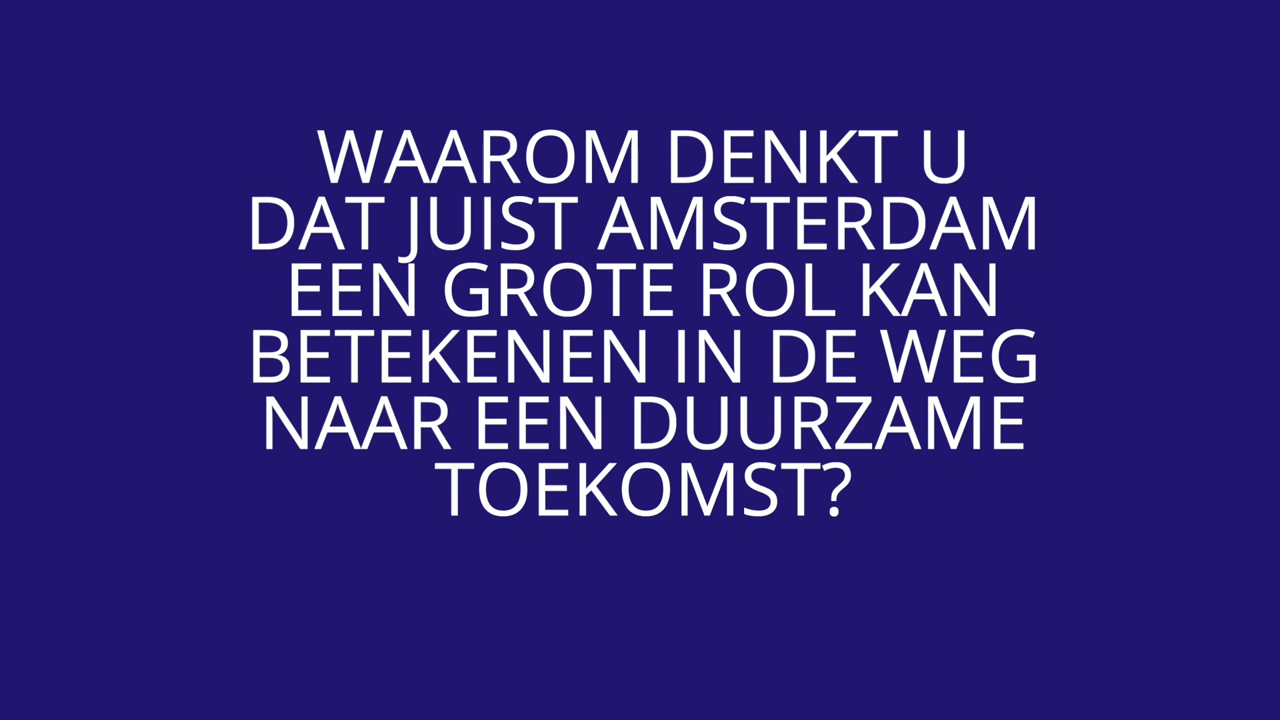 WAAROM DENKT U
DAT JUIST AMSTERDAM
EEN GROTE ROL KAN
BETEKENEN IN DE WEG
NAAR EEN DUURZAME
TOEKOMST?